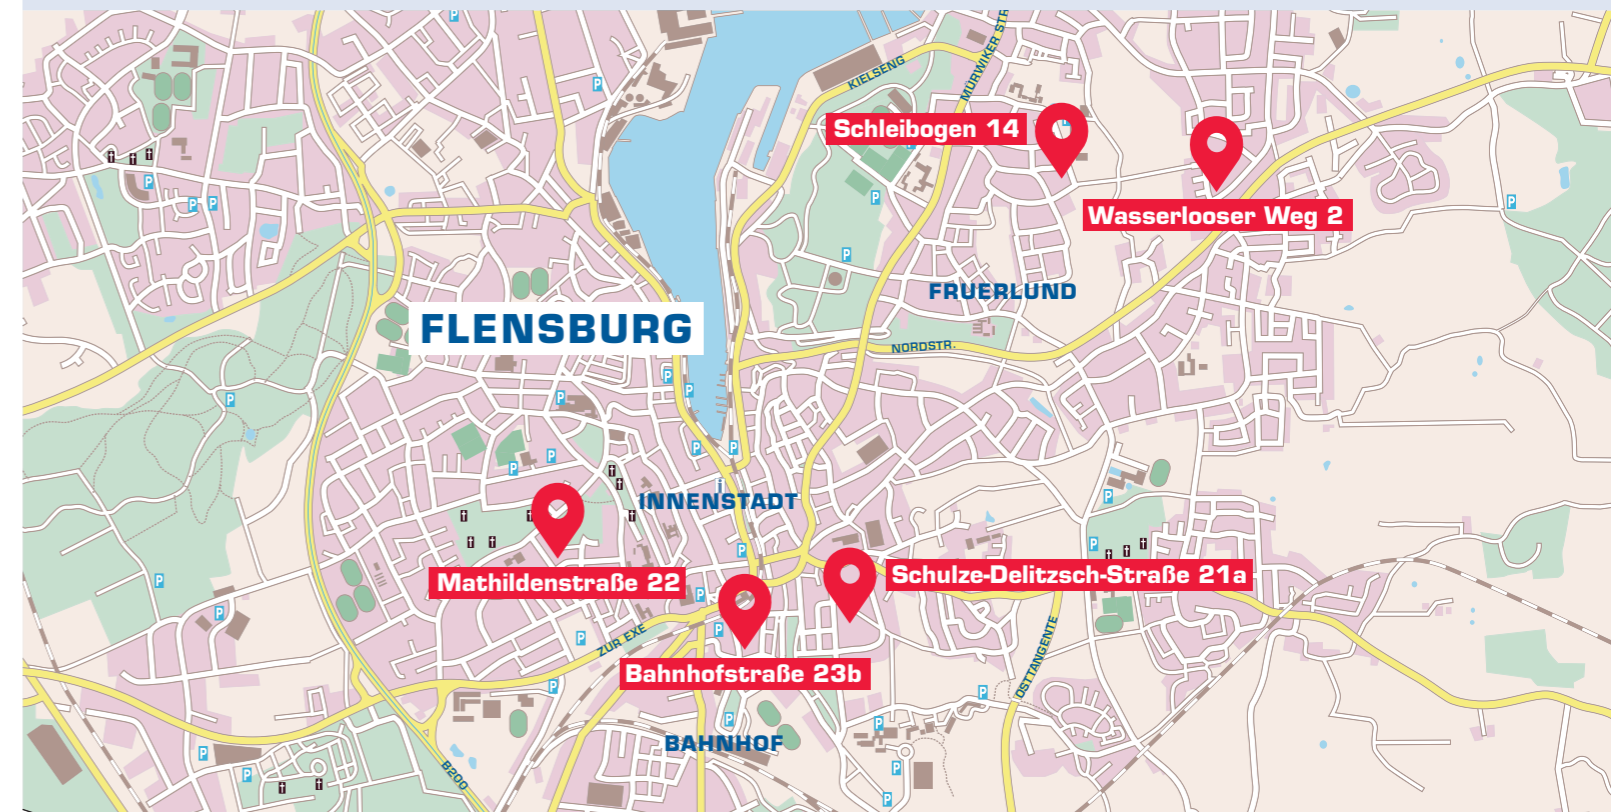 KIELSENG
MÜRWIKER STR
Schleibogen 14
Wasserlooser Weg 2
FRUERLUND
FLENSBURG
NORDSTR.
INNENSTADT
Mathildenstraße 22
Schulze-Delitzsch-Straße 21a
ZUR EXE
Bahnhofstraße 23b
OSTTANGENTE
BAHNHOF
B200